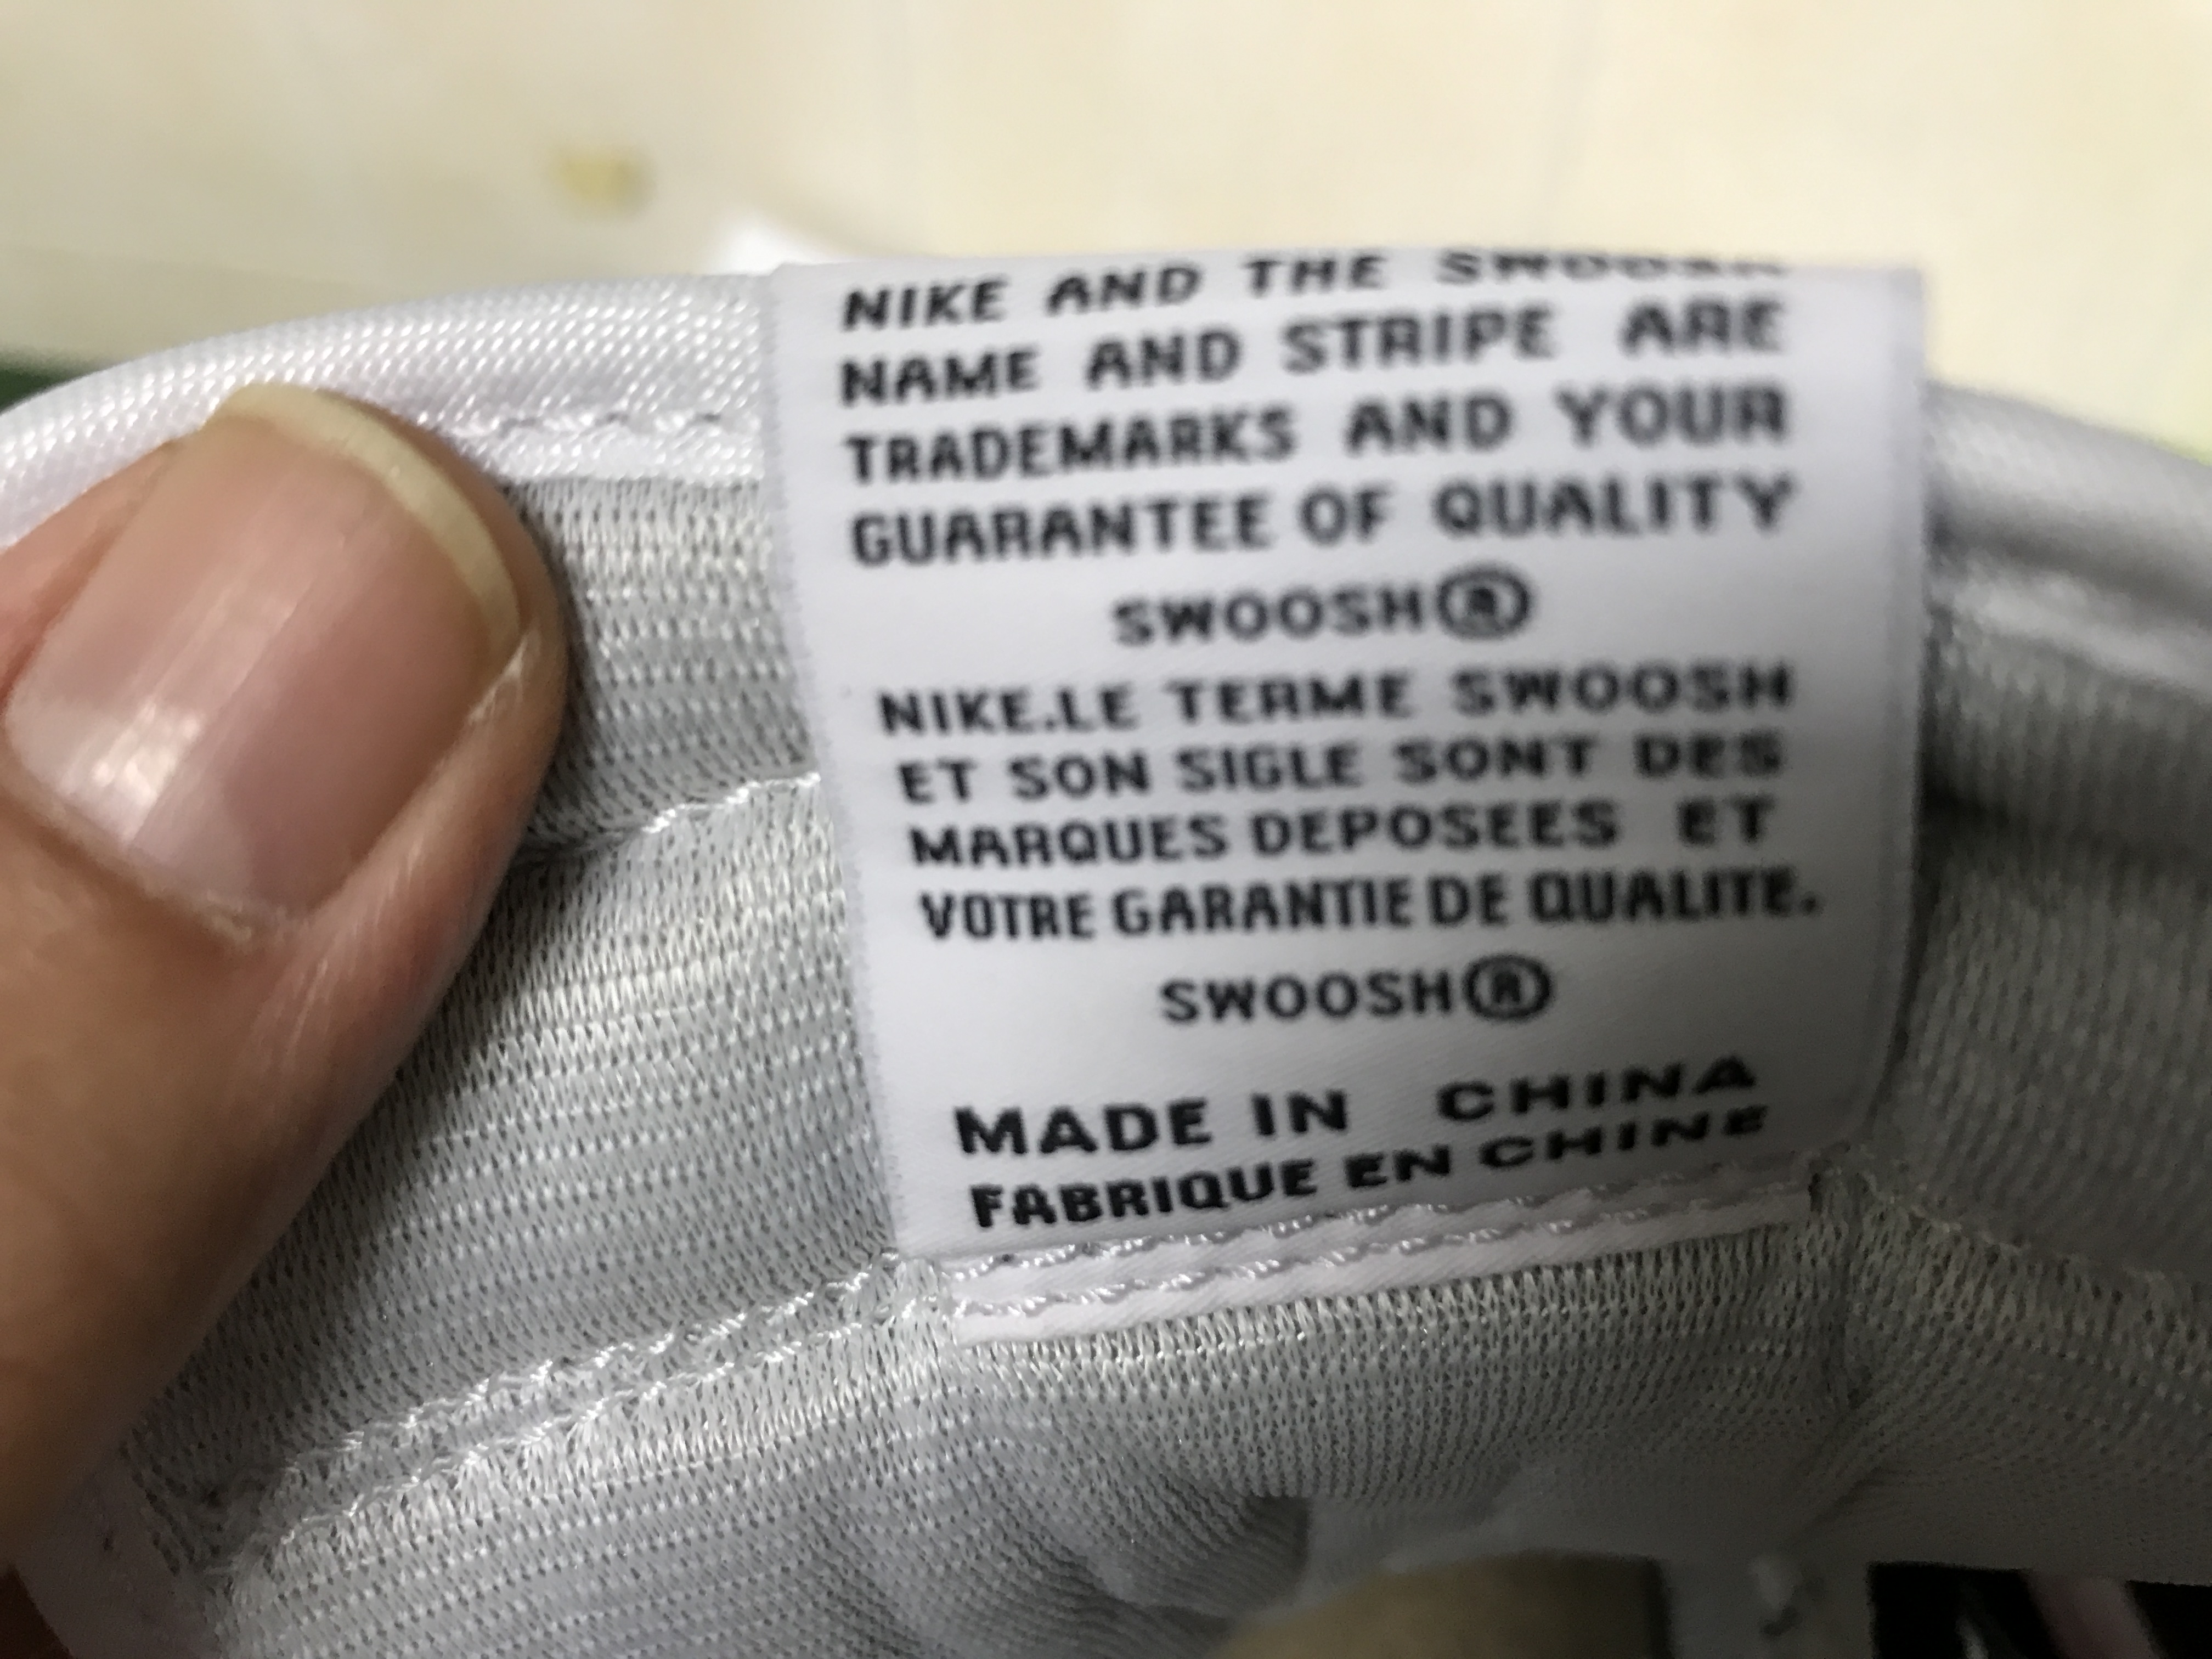 NIKE AND THE SWOOSH
NAME AND STRIPE ARE
TRADEMARKS AND YOUR
GUARANTEE OF QUALITY
SWOOSH®
NIKE.LE TERME SWOOSH
ET SON SIGLE SONT DES
MARQUES DEPOSEES ET
VOTRE GARANTIE DE QUALITE.
SWOOSH®
MADE IN CHINA
FABRIQUE EN CHINE